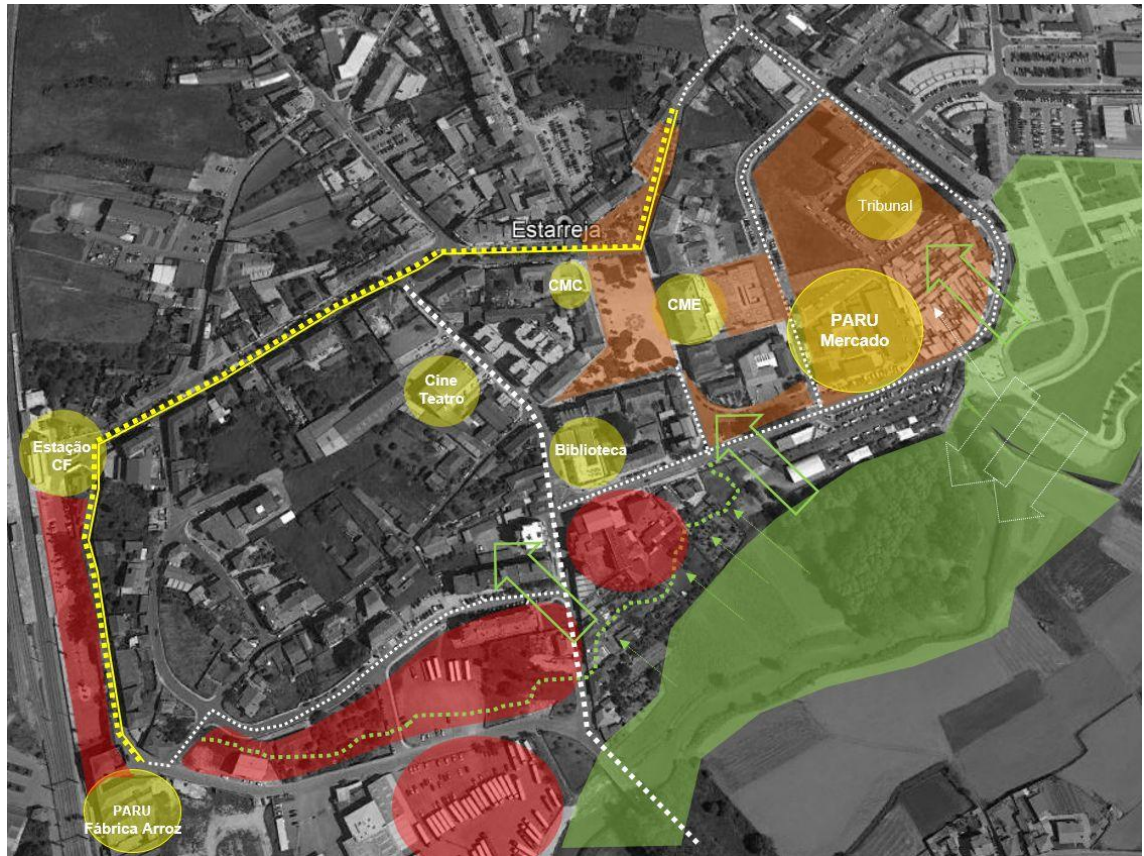 Tribunal
Estarreja
CMC
CME
PARU
Mercado
Cine
Teatro
Estação
CF
Biblioteca
PARU
Fábrica Arroz